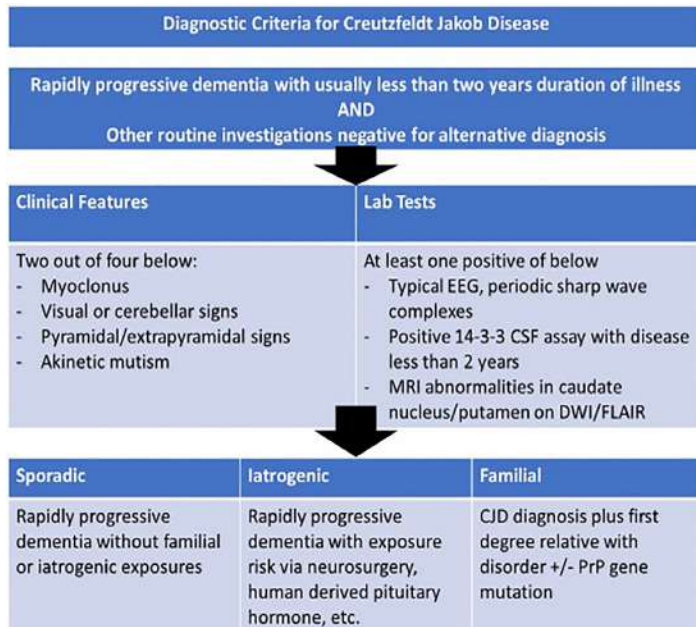 Diagnostic Criteria for Creutzfeldt Jakob Disease
Rapidly progressive dementia with usually less than two years duration of illness
AND
Other routine investigations negative for alternative diagnosis
Clinical Features
Two out of four below:
- Myoclonus
- Visual or cerebellar signs
- Pyramidal/extrapyramidal signs
- Akinetic mutism
Lab Tests
At least one positive of below
- Typical EEG, periodic sharp wave
complexes
- Positive 14-3-3 CSF assay with disease
less than 2 years
- MRI abnormalities in caudate
nucleus/putamen on DWI/FLAIR
Sporadic
Rapidly progressive
dementia without familial
or iatrogenic exposures
Iatrogenic
Rapidly progressive
dementia with exposure
risk via neurosurgery,
human derived pituitary
hormone, etc.
Familial
CJD diagnosis plus first
degree relative with
disorder +/- PrP gene
mutation